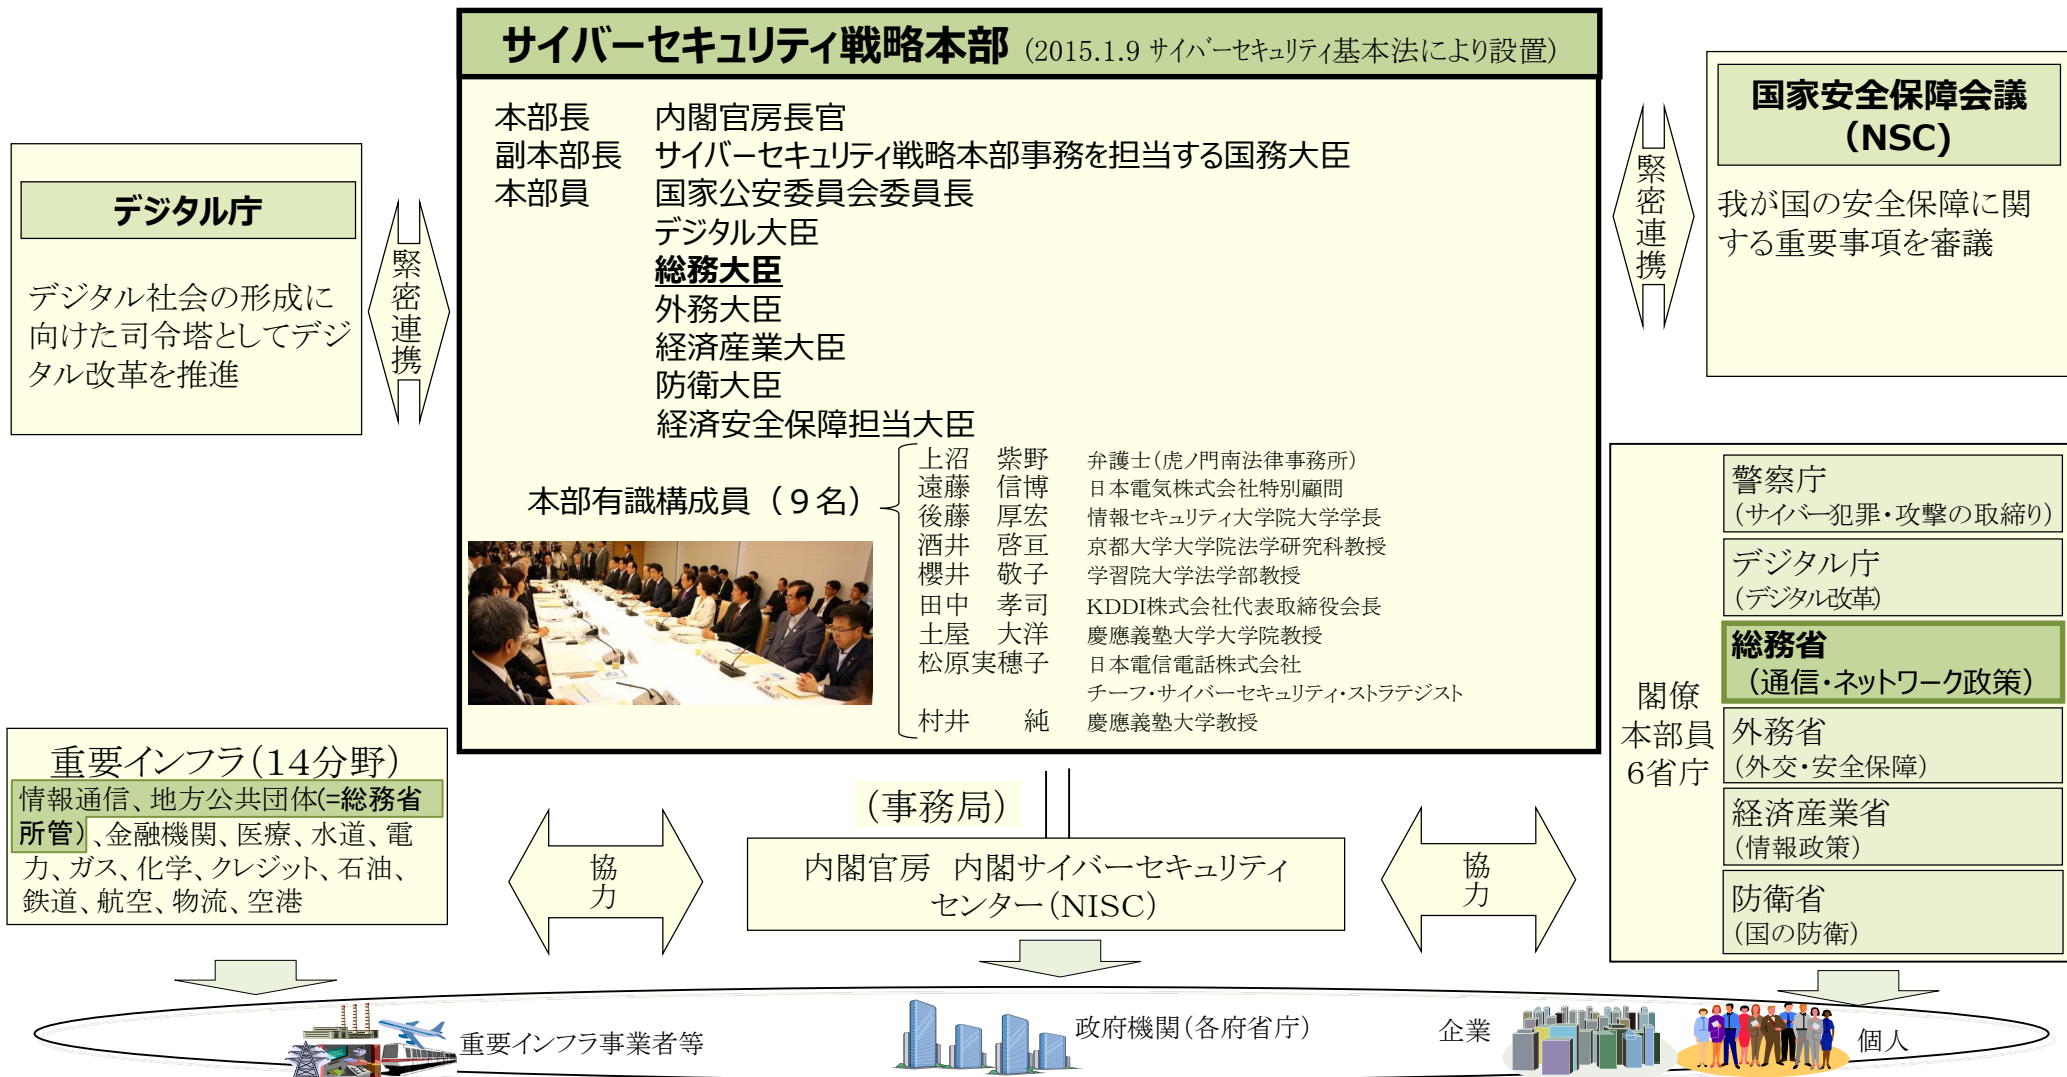 サイバーセキュリティ戦略本部 (2015.1.9 サイバーセキュリティ基本法により設置)
本部長 内閣官房長官
副本部長 サイバーセキュリティ戦略本部事務を担当する国務大臣
本部員 国家公安委員会委員長
デジタル大臣
総務大臣
外務大臣
経済産業大臣
防衛大臣
経済安全保障担当大臣
本部有識構成員（９名）
上沼 紫野 弁護士(虎ノ門南法律事務所)
遠藤 信博 日本電気株式会社特別顧問
後藤 厚宏 情報セキュリティ大学院大学学長
酒井 啓亘 京都大学大学院法学研究科教授
櫻井 敬子 学習院大学法学部教授
田中 孝司 KDDI株式会社代表取締役会長
土屋 大洋 慶應義塾大学大学院教授
松原実穗子 日本電信電話株式会社
チーフ・サイバーセキュリティ・ストラテジスト
村井 純 慶應義塾大学教授
デジタル庁
デジタル社会の形成に
向けた司令塔としてデジ
タル改革を推進
緊密連携
緊密連携
国家安全保障会議
（NSC)
我が国の安全保障に関
する重要事項を審議
閣僚
本部員
6省庁
警察庁
(サイバー犯罪・攻撃の取締り)
デジタル庁
(デジタル改革)
総務省
（通信・ネットワーク政策）
外務省
(外交・安全保障)
経済産業省
(情報政策)
防衛省
(国の防衛)
重要インフラ(14分野)
情報通信、地方公共団体(=総務省
所管)、金融機関、医療、水道、電
力、ガス、化学、クレジット、石油、
鉄道、航空、物流、空港
協力
(事務局)
内閣官房 内閣サイバーセキュリティ
センター(NISC)
協力
重要インフラ事業者等
政府機関(各府省庁)
企業
個人